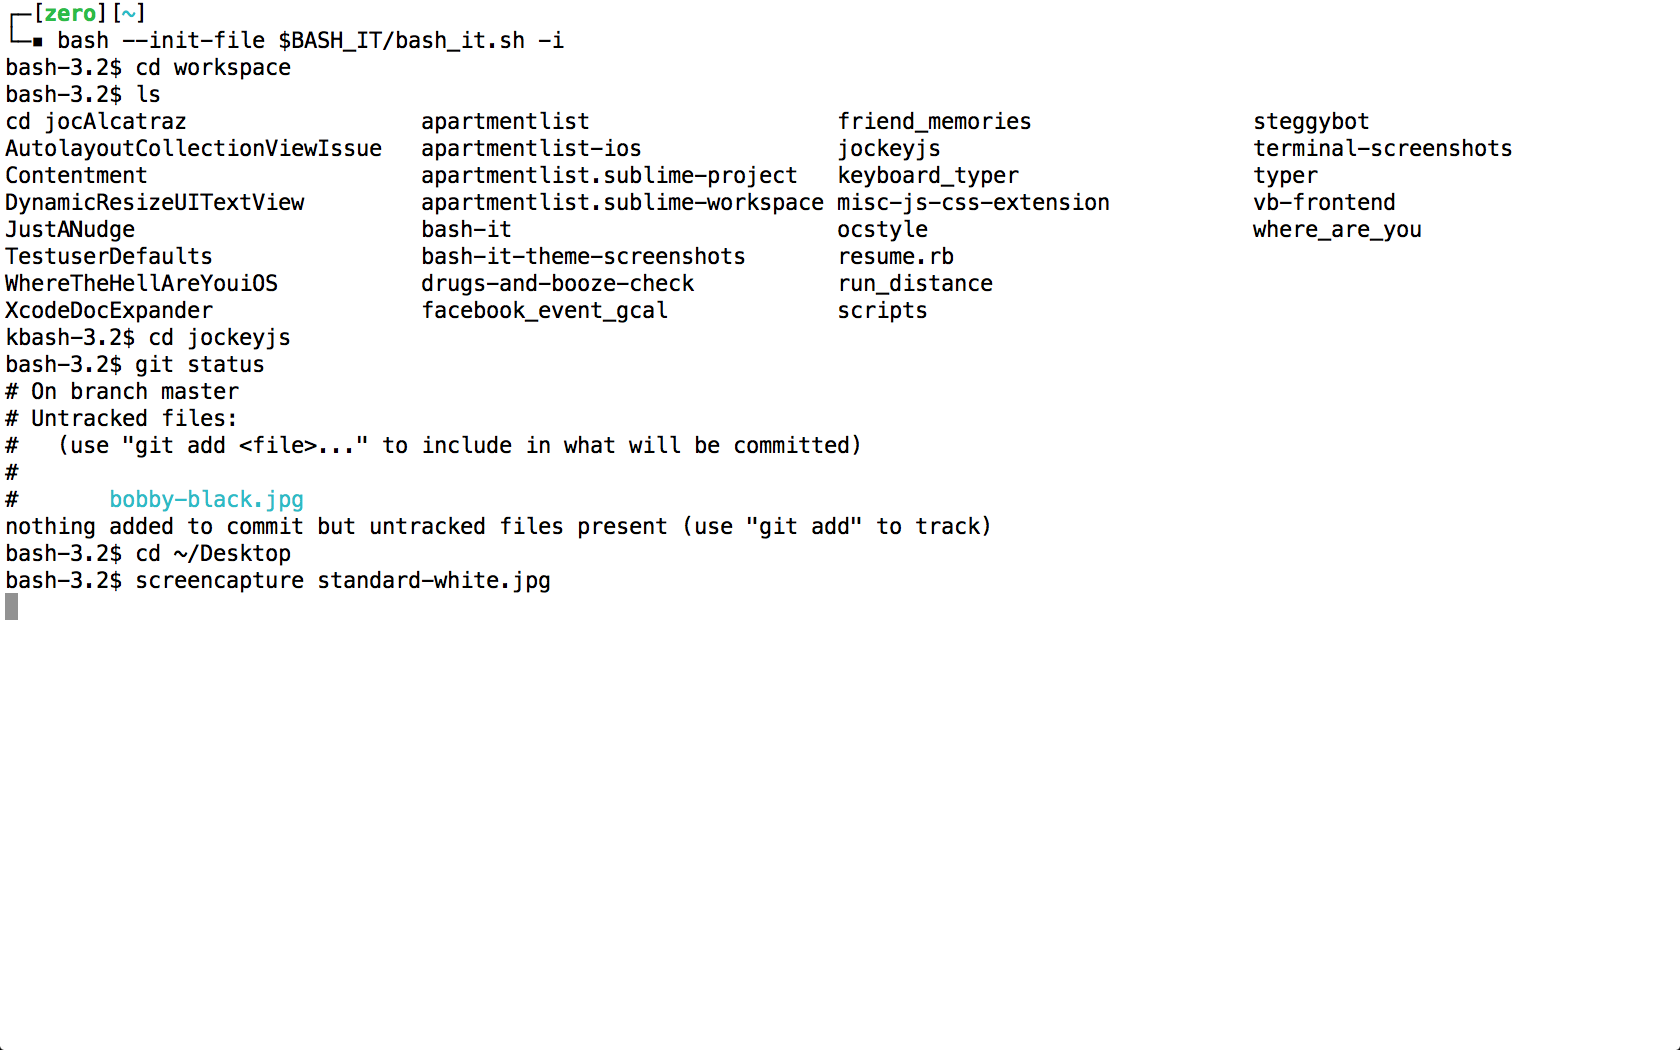 ┌─[zero][~]
└─▪ bash --init-file $BASH_IT/bash_it.sh -i
bash-3.2$ cd workspace
bash-3.2$ ls
cd jocAlcatraz                  apartmentlist                   friend_memories                 steggybot
AutolayoutCollectionViewIssue   apartmentlist-ios               jockeyjs                        terminal-screenshots
Contentment                     apartmentlist.sublime-project   keyboard_typer                  typer
DynamicResizeUITextView         apartmentlist.sublime-workspace misc-js-css-extension           vb-frontend
JustANudge                      bash-it                         ocstyle                         where_are_you
TestuserDefaults                bash-it-theme-screenshots       resume.rb
WhereTheHellAreYouiOS           drugs-and-booze-check           run_distance
XcodeDocExpander                facebook_event_gcal             scripts
kbash-3.2$ cd jockeyjs
bash-3.2$ git status
# On branch master
# Untracked files:
#   (use "git add <file>..." to include in what will be committed)
#
#       bobby-black.jpg
nothing added to commit but untracked files present (use "git add" to track)
bash-3.2$ cd ~/Desktop
bash-3.2$ screencapture standard-white.jpg